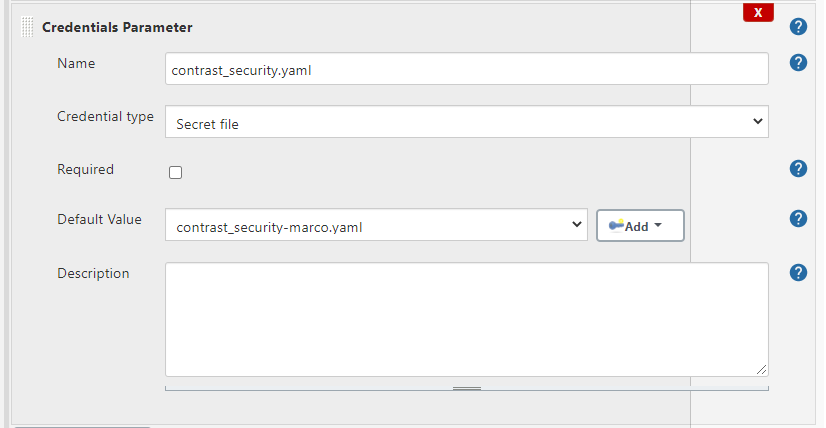 X
Credentials Parameter ?
Name contrast_security.yaml ?
Credential type Secret file
Required ?
Default Value contrast_security-marco.yaml Add ?
Description ?